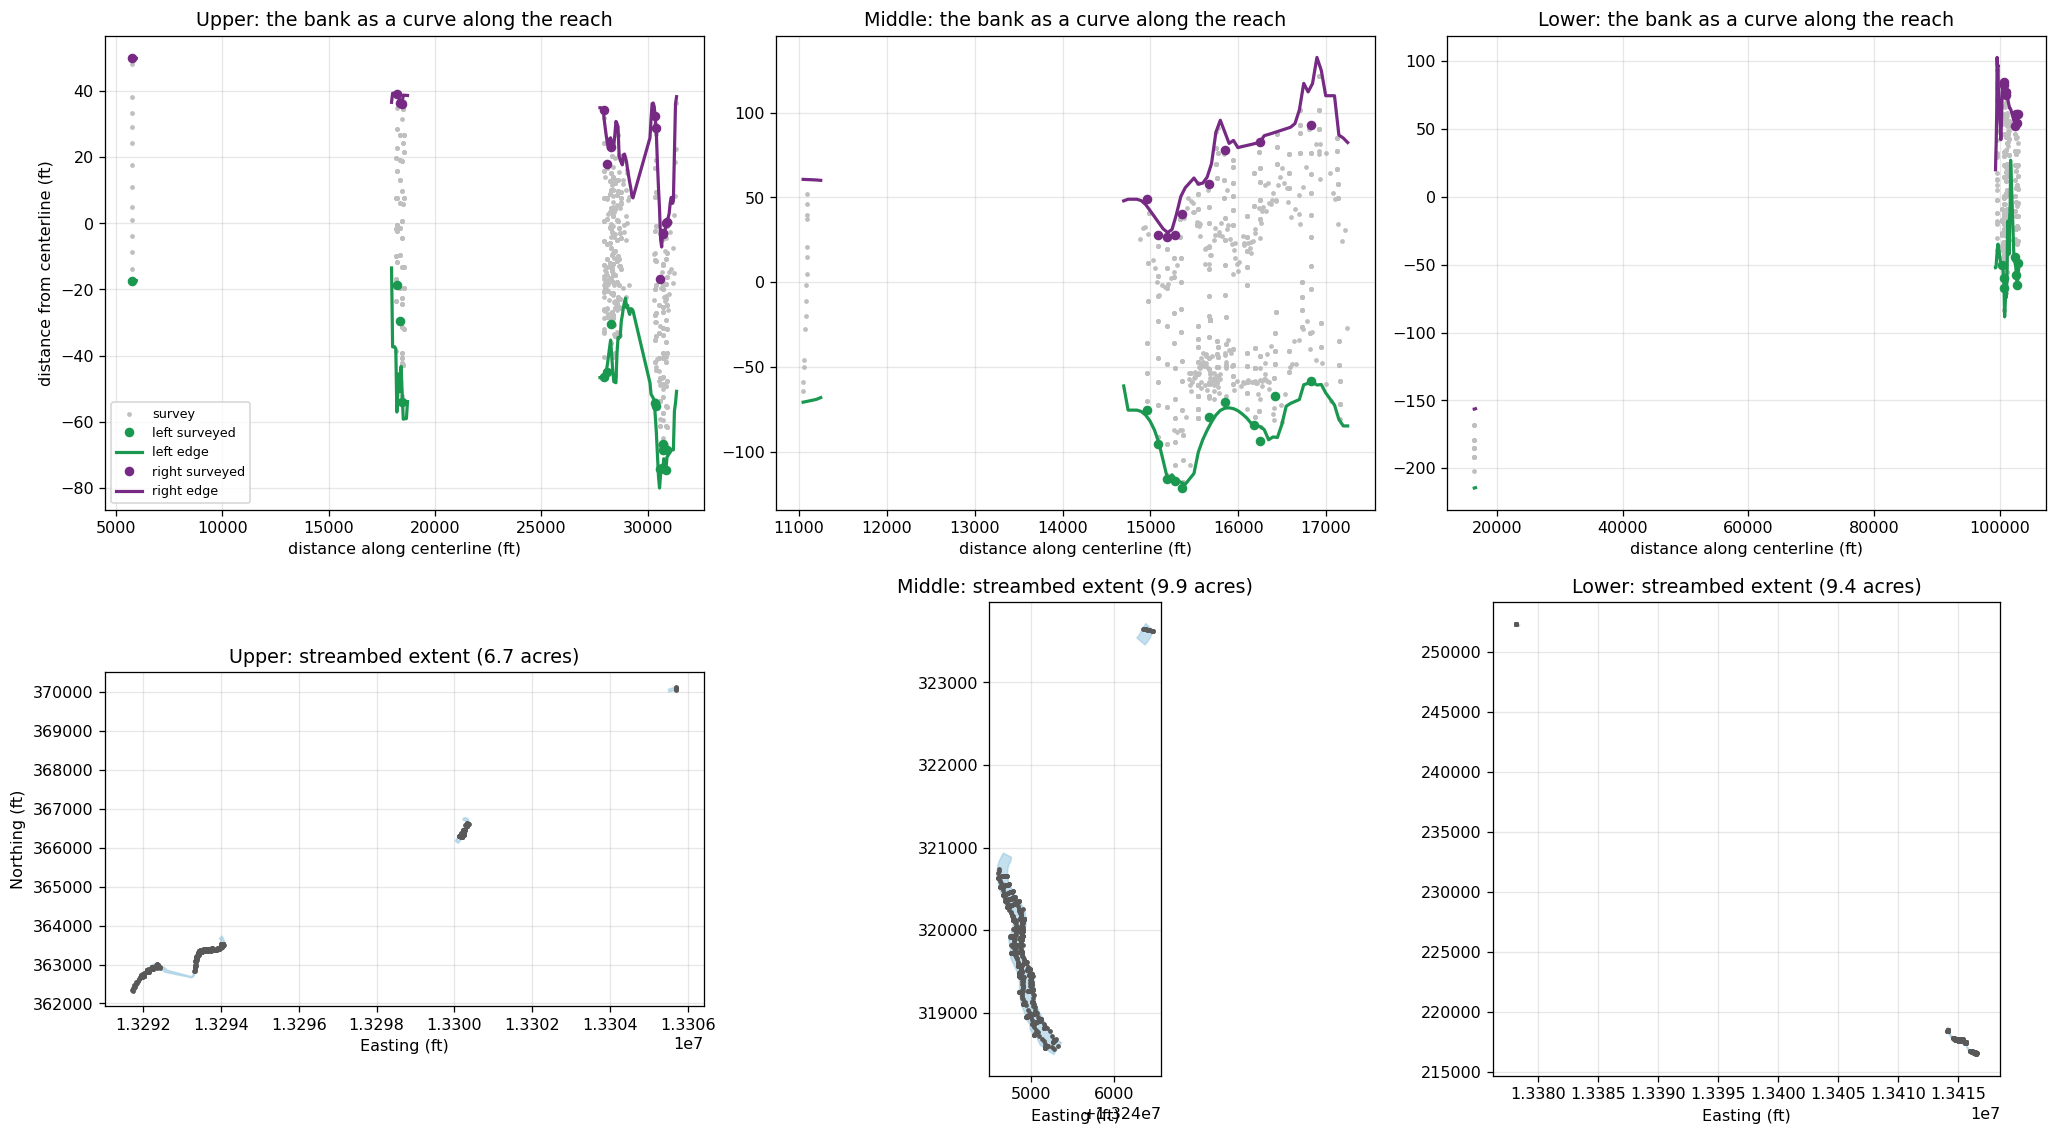 Upper: the bank as a curve along the reach
Middle: the bank as a curve along the reach
Lower: the bank as a curve along the reach
distance from centerline (ft)
40
20
0
−20
−40
−60
−80
survey
left surveyed
left edge
right surveyed
right edge
5000 10000 15000 20000 25000 30000
distance along centerline (ft)
100
50
0
−50
−100
11000 12000 13000 14000 15000 16000 17000
distance along centerline (ft)
100
50
0
−50
−100
−150
−200
20000 40000 60000 80000 100000
distance along centerline (ft)
Upper: streambed extent (6.7 acres)
Northing (ft)
370000
369000
368000
367000
366000
365000
364000
363000
362000
1.3292 1.3294 1.3296 1.3298 1.3300 1.3302 1.3304 1.3306
1e7
Easting (ft)
Middle: streambed extent (9.9 acres)
323000
322000
321000
320000
319000
5000 6000
Easting (ft)
+1.324e7
Lower: streambed extent (9.4 acres)
250000
245000
240000
235000
230000
225000
220000
215000
1.3380 1.3385 1.3390 1.3395 1.3400 1.3405 1.3410 1.3415
1e7
Easting (ft)